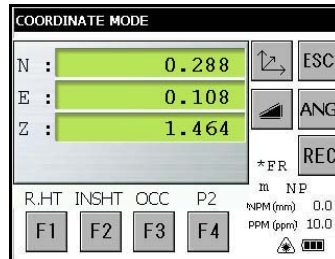 COORDINATE MODE
N : 0.288
E : 0.108
Z : 1.464
ESC
ANG
REC
*FR
m NP
NPM (mm) 0.0
PPM (ppm) 10.0
R.HT INSHT OCC P2
F1 F2 F3 F4